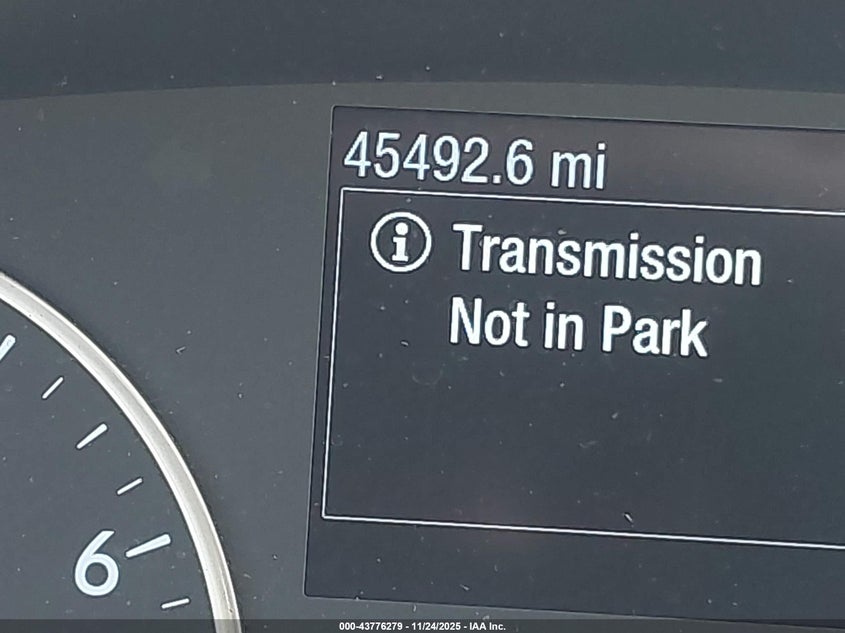 45492.6 mi
Transmission
Not in Park
6
000-43776279 - 11/24/2025 - IAA Inc.